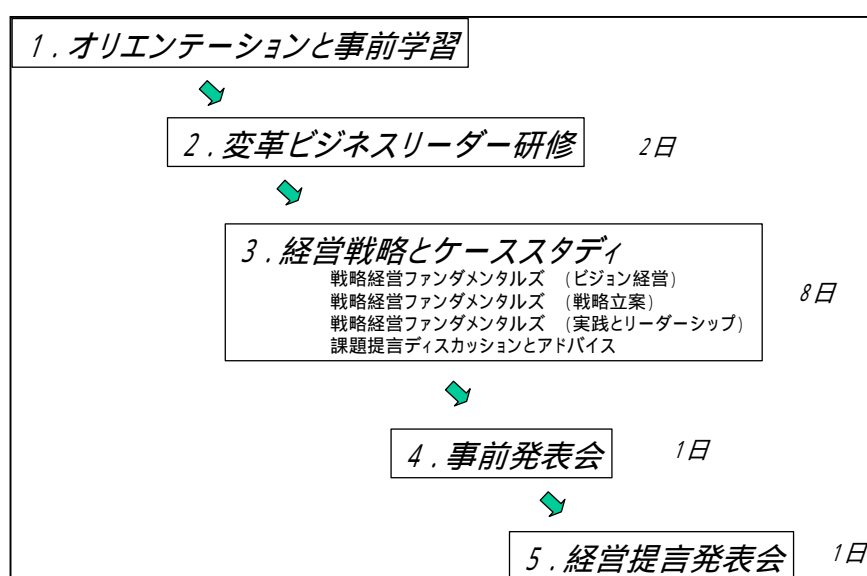 1．オリエンテーションと事前学習
2．変革ビジネスリーダー研修 2日
3．経営戦略とケーススタディ
戦略経営ファンダメンタルズ （ビジョン経営）
戦略経営ファンダメンタルズ （戦略立案）
戦略経営ファンダメンタルズ （実践とリーダーシップ）
課題提言ディスカッションとアドバイス
8日
4．事前発表会 1日
5．経営提言発表会 1日